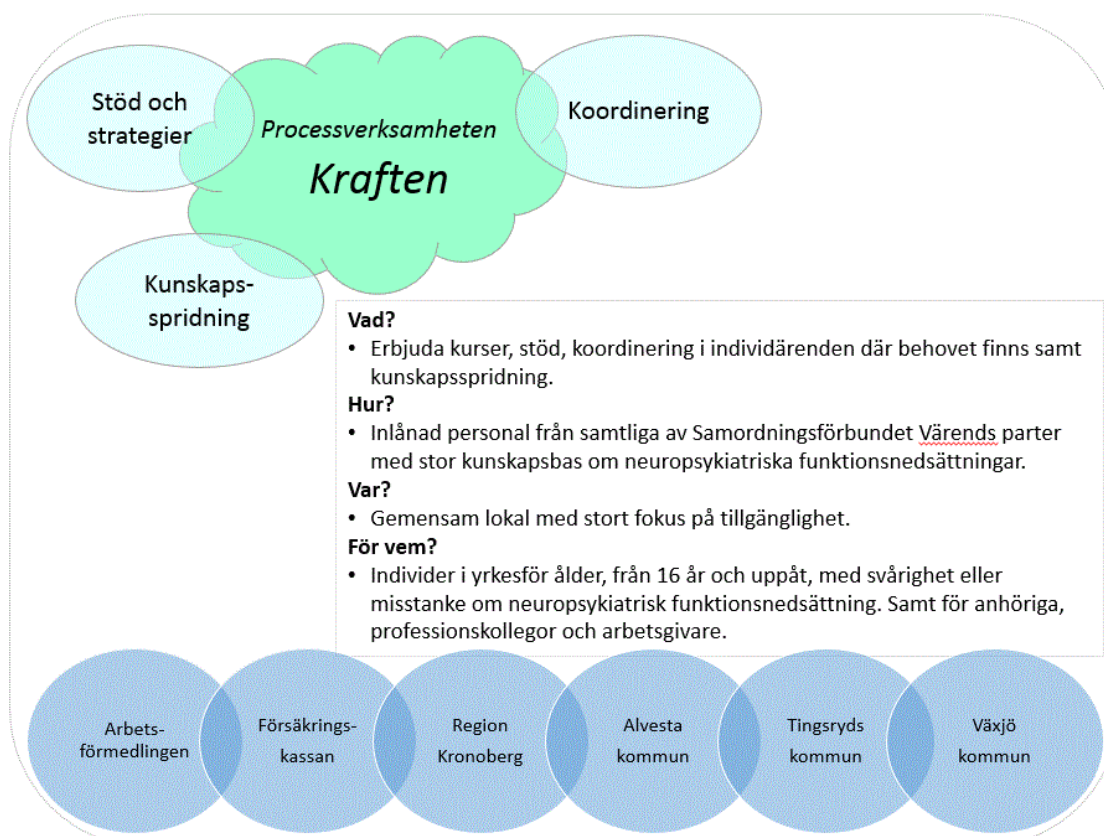 Stöd och
strategier
Processverksamheten
Kraften
Koordinering
Kunskaps-
spridning
Vad?
• Erbjuda kurser, stöd, koordinering i individärenden där behovet finns samt
kunskapsspridning.
Hur?
• Inlånad personal från samtliga av Samordningsförbundet Värends parter
med stor kunskapsbas om neuropsykiatriska funktionsnedsättningar.
Var?
• Gemensam lokal med stort fokus på tillgänglighet.
För vem?
• Individer i yrkesför ålder, från 16 år och uppåt, med svårighet eller
misstanke om neuropsykiatrisk funktionsnedsättning. Samt för anhöriga,
professionskollegor och arbetsgivare.
Arbets-
förmedlingen
Försäkrings-
kassan
Region
Kronoberg
Alvesta
kommun
Tingsryds
kommun
Växjö
kommun